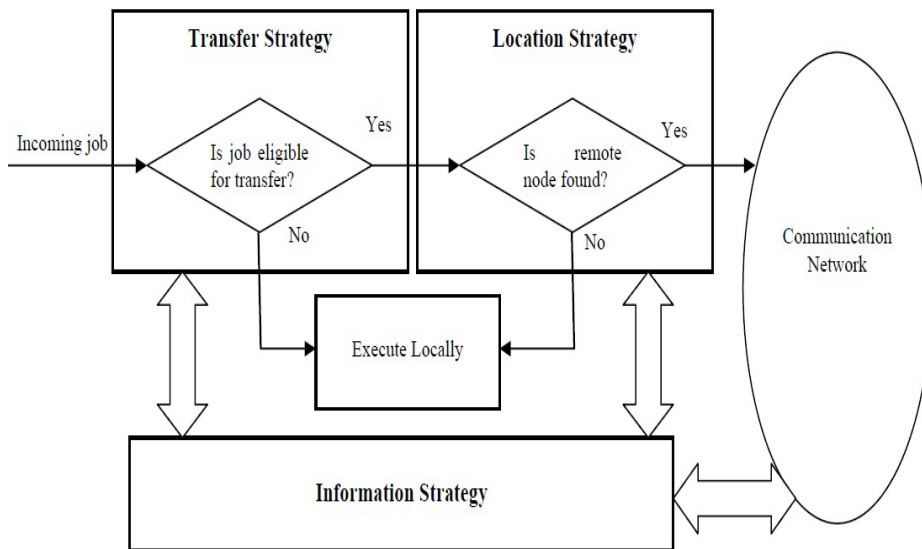 Transfer Strategy
Location Strategy
Incoming job
Is job eligible
for transfer?
Yes
No
Is remote
node found?
Yes
No
Communication
Network
Execute Locally
Information Strategy